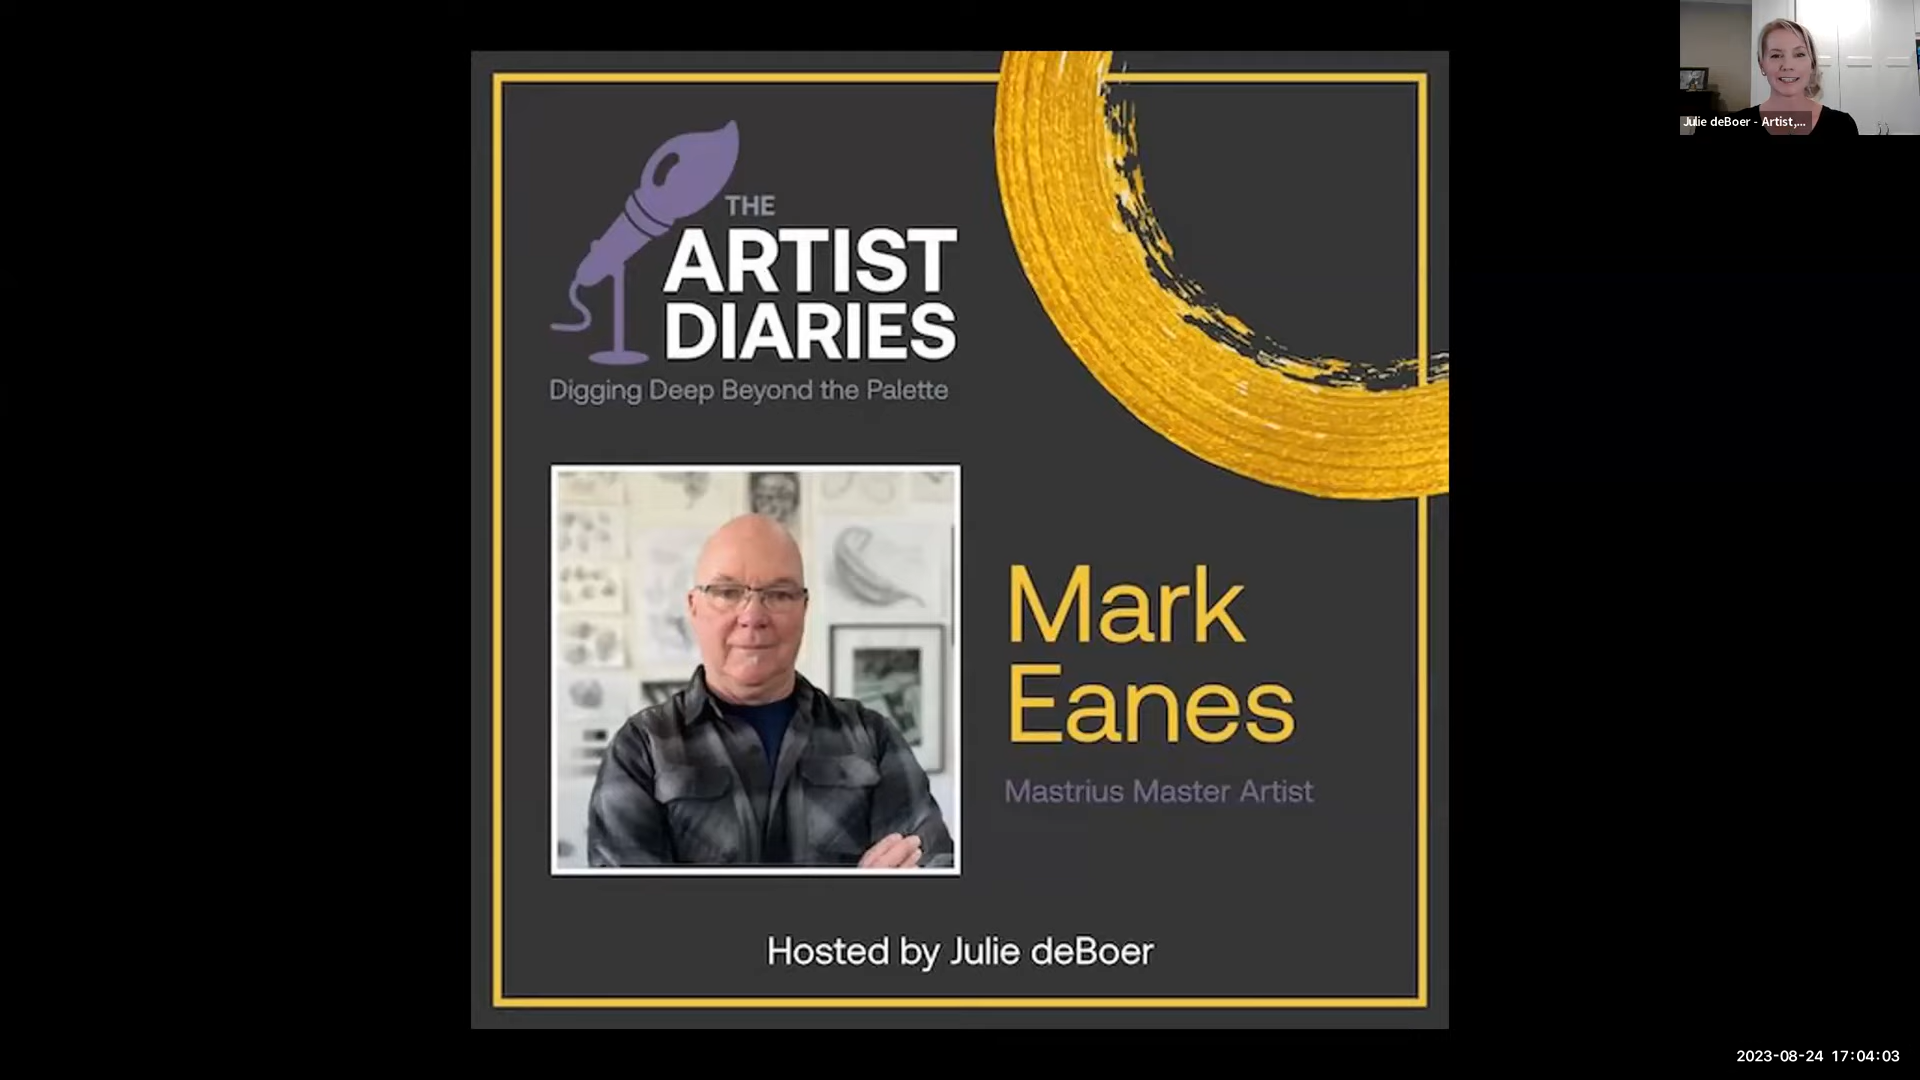 THE
ARTIST
DIARIES
Digging Deep Beyond the Palette
Mark
Eanes
Mastrius Master Artist
Hosted by Julie deBoer
Julie deBoer - Artist,...
2023-08-24 17:04:03